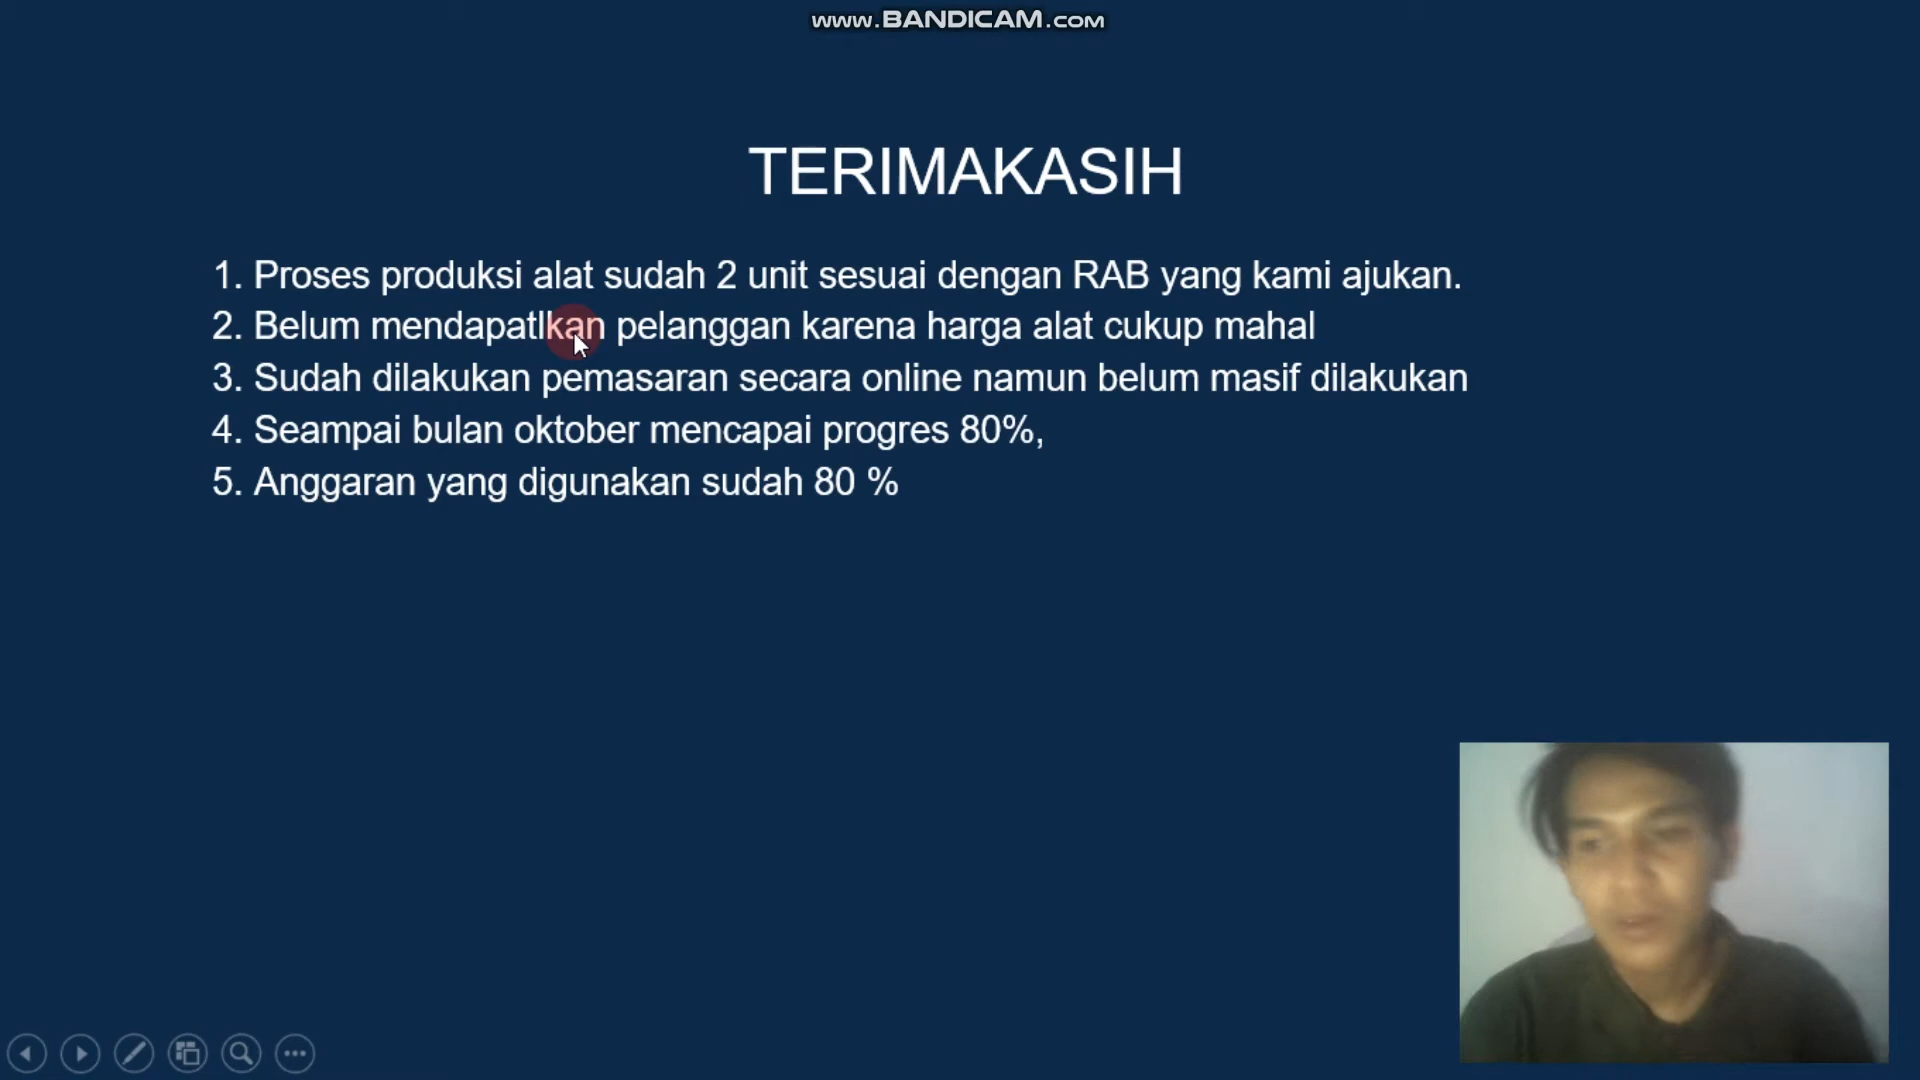 www.BANDICAM.com
TERIMAKASIH
1. Proses produksi alat sudah 2 unit sesuai dengan RAB yang kami ajukan.
2. Belum mendapatlkan pelanggan karena harga alat cukup mahal
3. Sudah dilakukan pemasaran secara online namun belum masif dilakukan
4. Seampai bulan oktober mencapai progres 80%,
5. Anggaran yang digunakan sudah 80 %